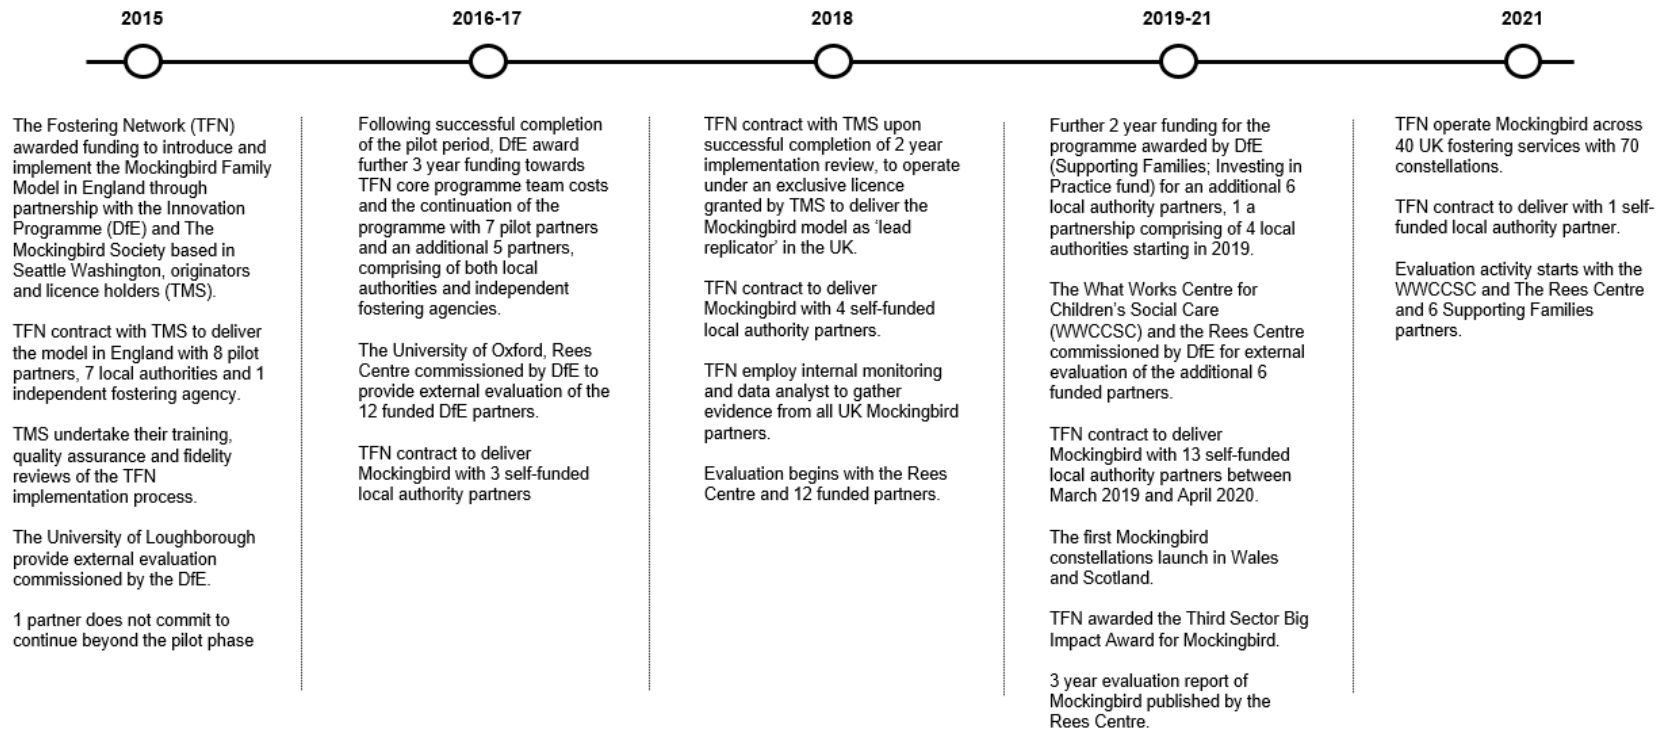 2015
2016-17
2018
2019-21
2021
The Fostering Network (TFN)
awarded funding to introduce and
implement the Mockingbird Family
Model in England through
partnership with the Innovation
Programme (DfE) and The
Mockingbird Society based in
Seattle Washington, originators
and licence holders (TMS).
TFN contract with TMS to deliver
the model in England with 8 pilot
partners, 7 local authorities and 1
independent fostering agency.
TMS undertake their training,
quality assurance and fidelity
reviews of the TFN
implementation process.
The University of Loughborough
provide external evaluation
commissioned by the DfE.
1 partner does not commit to
continue beyond the pilot phase
Following successful completion
of the pilot period, DfE award
further 3 year funding towards
TFN core programme team costs
and the continuation of the
programme with 7 pilot partners
and an additional 5 partners,
comprising of both local
authorities and independent
fostering agencies.
The University of Oxford, Rees
Centre commissioned by DfE to
provide external evaluation of the
12 funded DfE partners.
TFN contract to deliver
Mockingbird with 3 self-funded
local authority partners
TFN contract with TMS upon
successful completion of 2 year
implementation review, to operate
under an exclusive licence
granted by TMS to deliver the
Mockingbird model as ‘lead
replicator’ in the UK.
TFN contract to deliver
Mockingbird with 4 self-funded
local authority partners.
TFN employ internal monitoring
and data analyst to gather
evidence from all UK Mockingbird
partners.
Evaluation begins with the Rees
Centre and 12 funded partners.
Further 2 year funding for the
programme awarded by DfE
(Supporting Families; Investing in
Practice fund) for an additional 6
local authority partners, 1 a
partnership comprising of 4 local
authorities starting in 2019.
The What Works Centre for
Children’s Social Care
(WWCCSC) and the Rees Centre
commissioned by DfE for external
evaluation of the additional 6
funded partners.
TFN contract to deliver
Mockingbird with 13 self-funded
local authority partners between
March 2019 and April 2020.
The first Mockingbird
constellations launch in Wales
and Scotland.
TFN awarded the Third Sector Big
Impact Award for Mockingbird.
3 year evaluation report of
Mockingbird published by the
Rees Centre.
TFN operate Mockingbird across
40 UK fostering services with 70
constellations.
TFN contract to deliver with 1 self-
funded local authority partner.
Evaluation activity starts with the
WWCCSC and The Rees Centre
and 6 Supporting Families
partners.